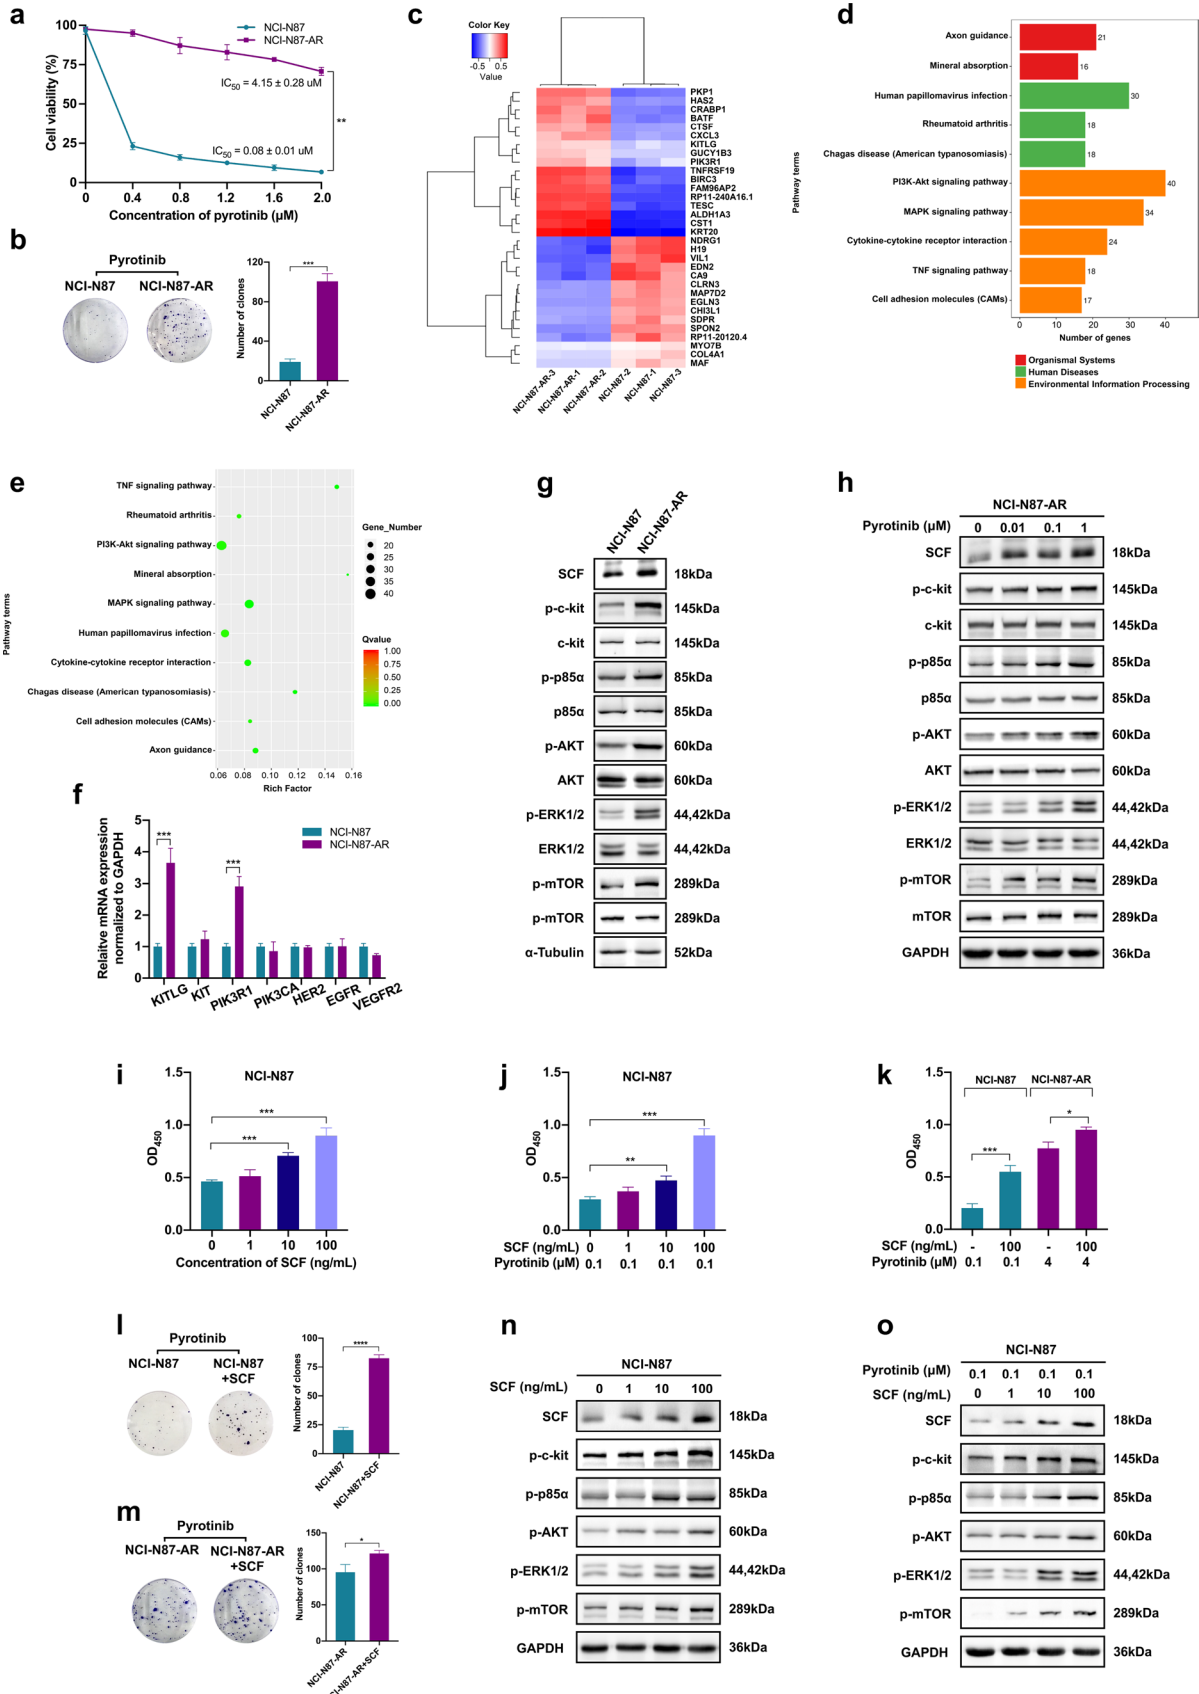 a
NCI-N87
NCI-N87-AR
100
75
50
25
0
Cell viability (%)
IC50 = 4.15 ± 0.28 uM
**
IC50 = 0.08 ± 0.01 uM
0 0.4 0.8 1.2 1.6 2.0
Concentration of pyrotinib (µM)
b
Pyrotinib
NCI-N87 NCI-N87-AR
Number of clones
120
80
40
0
***
NCI-N87
NCI-N87-AR
c
Color Key
-0.5 0.5
Value
PKP1
HAS2
CRABP1
BATF
CTSF
CXCL3
KITLG
GUCY1B3
PIK3R1
TNFRSF19
BIRC3
FAM96AP2
RP11-240A16.1
TESC
ALDH1A3
CST1
KRT20
NDRG1
H19
VIL1
EDN2
CA9
CLRN3
MAP7D2
EGLN3
CHI3L1
SDPR
SPON2
RP11-20120.4
MYO7B
COL4A1
MAF
NCI-N87-AR-3
NCI-N87-AR-1
NCI-N87-AR-2
NCI-N87-2
NCI-N87-1
NCI-N87-3
d
Pathway terms
Axon guidance 21
Mineral absorption 16
Human papillomavirus infection 30
Rheumatoid arthritis 18
Chagas disease (American typanosomiasis) 18
PI3K-Akt signaling pathway 40
MAPK signaling pathway 34
Cytokine-cytokine receptor interaction 24
TNF signaling pathway 18
Cell adhesion molecules (CAMs) 17
0 10 20 30 40
Number of genes
Organismal Systems
Human Diseases
Environmental Information Processing
e
Pathway terms
TNF signaling pathway
Rheumatoid arthritis
PI3K-Akt signaling pathway
Mineral absorption
MAPK signaling pathway
Human papillomavirus infection
Cytokine-cytokine receptor interaction
Chagas disease (American typanosomiasis)
Cell adhesion molecules (CAMs)
Axon guidance
0.06 0.08 0.10 0.12 0.14 0.16
Rich Factor
Gene_Number
20
25
30
35
40
Qvalue
1.00
0.75
0.50
0.25
0.00
f
Relaitve mRNA expression
normalized to GAPDH
5
4
3
2
1
0
NCI-N87
NCI-N87-AR
***
***
KITLG
KIT
PIK3R1
PIK3CA
HER2
EGFR
VEGFR2
g
NCI-N87
NCI-N87-AR
SCF 18kDa
p-c-kit 145kDa
c-kit 145kDa
p-p85α 85kDa
p85α 85kDa
p-AKT 60kDa
AKT 60kDa
p-ERK1/2 44,42kDa
ERK1/2 44,42kDa
p-mTOR 289kDa
p-mTOR 289kDa
α-Tubulin 52kDa
h
NCI-N87-AR
Pyrotinib (µM) 0 0.01 0.1 1
SCF 18kDa
p-c-kit 145kDa
c-kit 145kDa
p-p85α 85kDa
p85α 85kDa
p-AKT 60kDa
AKT 60kDa
p-ERK1/2 44,42kDa
ERK1/2 44,42kDa
p-mTOR 289kDa
mTOR 289kDa
GAPDH 36kDa
i
NCI-N87
OD450
1.5
1.0
0.5
0.0
***
***
0 1 10 100
Concentration of SCF (ng/mL)
j
NCI-N87
OD450
1.5
1.0
0.5
0.0
***
**
SCF (ng/mL) 0 1 10 100
Pyrotinib (µM) 0.1 0.1 0.1 0.1
k
NCI-N87 NCI-N87-AR
OD450
1.5
1.0
0.5
0.0
***
*
SCF (ng/mL) - 100 - 100
Pyrotinib (µM) 0.1 0.1 4 4
l
Pyrotinib
NCI-N87 NCI-N87
+SCF
Number of clones
100
75
50
25
0
****
NCI-N87
NCI-N87+SCF
m
Pyrotinib
NCI-N87-AR NCI-N87-AR
+SCF
Number of clones
150
100
50
0
*
NCI-N87-AR
NCI-N87-AR+SCF
n
NCI-N87
SCF (ng/mL) 0 1 10 100
SCF 18kDa
p-c-kit 145kDa
p-p85α 85kDa
p-AKT 60kDa
p-ERK1/2 44,42kDa
p-mTOR 289kDa
GAPDH 36kDa
o
NCI-N87
Pyrotinib (µM) 0.1 0.1 0.1 0.1
SCF (ng/mL) 0 1 10 100
SCF 18kDa
p-c-kit 145kDa
p-p85α 85kDa
p-AKT 60kDa
p-ERK1/2 44,42kDa
p-mTOR 289kDa
GAPDH 36kDa